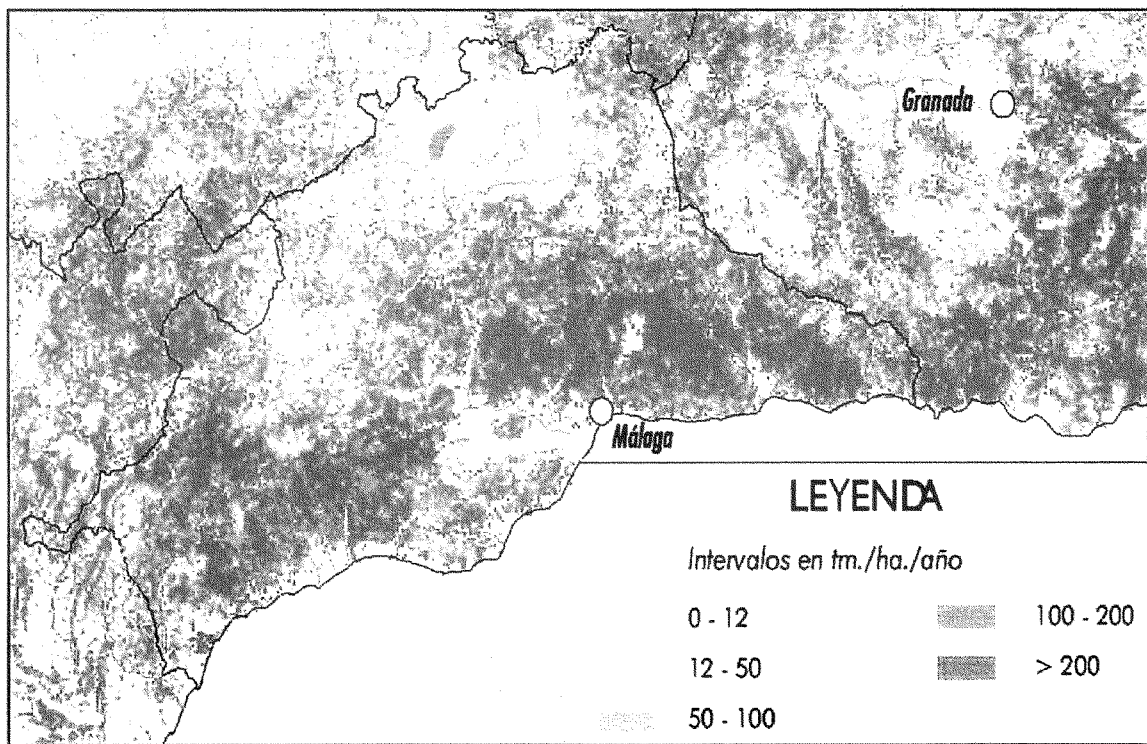 Granada
Málaga
LEYENDA
Intervalos en tm./ha./año
0 - 12
100 - 200
12 - 50
> 200
50 - 100